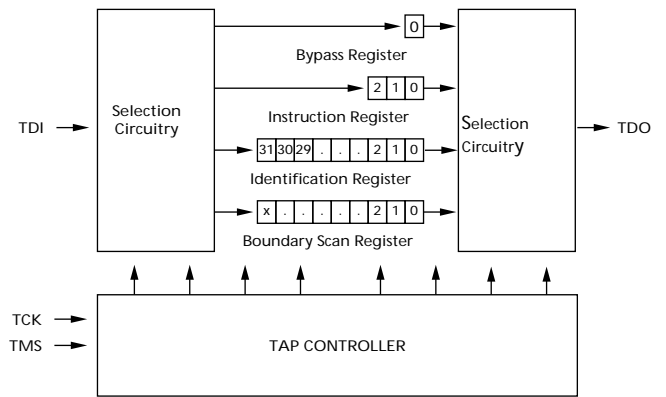 0
Bypass Register
2 1 0
Selection
Circuitry
Instruction Register
Selection
Circuitry
TDI
TDO
31 30 29 . . . 2 1 0
Identification Register
x . . . . . 2 1 0
Boundary Scan Register
TCK
TMS
TAP CONTROLLER